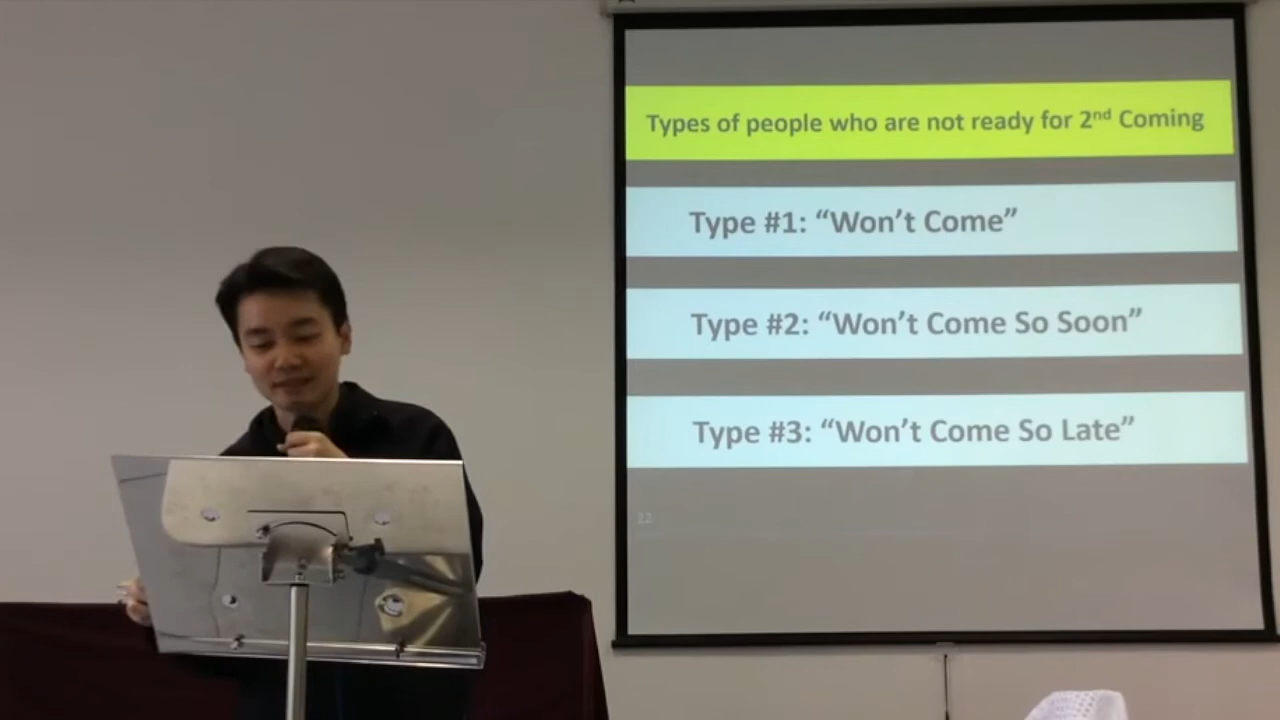 Types of people who are not ready for 2nd Coming
Type #1: “Won’t Come”
Type #2: “Won’t Come So Soon”
Type #3: “Won’t Come So Late”
22